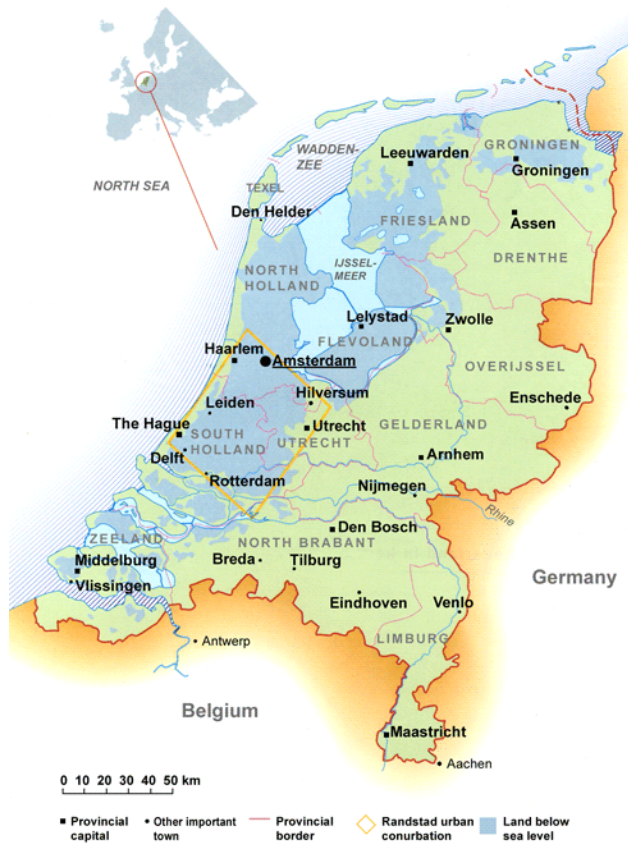 WADDEN-
ZEE
GRONINGEN
Leeuwarden
Groningen
NORTH SEA
TEXEL
Den Helder
FRIESLAND
Assen
NORTH
HOLLAND
IJSSEL-
MEER
DRENTHE
Lelystad
Zwolle
FLEVOLAND
Haarlem
Amsterdam
OVERIJSSEL
Hilversum
Enschede
Leiden
GELDERLAND
The Hague
Utrecht
SOUTH
HOLLAND
UTRECHT
Delft
Arnhem
Rotterdam
Nijmegen
Rhine
ZEELAND
Den Bosch
NORTH BRABANT
Middelburg
Breda
Tilburg
Vlissingen
Germany
Eindhoven
Venlo
LIMBURG
Antwerp
Belgium
Maastricht
Aachen
0 10 20 30 40 50 km
Provincial
capital
Other important
town
Provincial
border
Randstad urban
conurbation
Land below
sea level